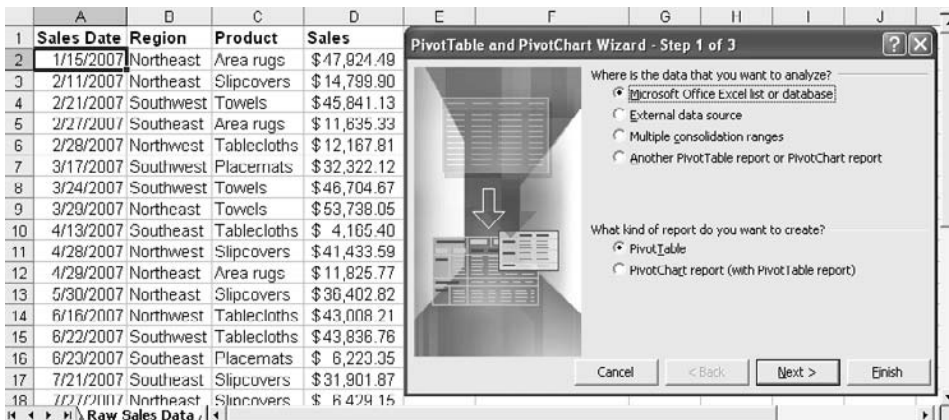 A B C D E F G H I J
1 Sales Date Region Product Sales
2 1/15/2007 Northeast Area rugs $47,924.49
3 2/11/2007 Northeast Slipcovers $14,789.90
4 2/21/2007 Southwest Towels $45,841.13
5 2/27/2007 Southeast Area rugs $11,635.33
6 2/28/2007 Northwest Tablecloths $12,167.81
7 3/17/2007 Southwest Placemats $32,322.12
8 3/24/2007 Southwest Towels $46,704.67
9 3/29/2007 Northeast Towels $53,738.05
10 4/13/2007 Southeast Tablecloths $ 4,165.40
11 4/28/2007 Northwest Slipcovers $41,433.59
12 4/29/2007 Northeast Area rugs $11,825.77
13 5/30/2007 Northeast Slipcovers $36,402.82
14 6/16/2007 Northwest Tablecloths $43,008.21
15 6/22/2007 Southwest Tablecloths $43,836.76
16 6/23/2007 Southeast Placemats $ 6,223.35
17 7/21/2007 Southeast Slipcovers $31,901.87
18 7/27/2007 Northeast Slipcovers $ 6,429.15
Raw Sales Data
PivotTable and PivotChart Wizard - Step 1 of 3
Where is the data that you want to analyze?
Microsoft Office Excel list or database
External data source
Multiple consolidation ranges
Another PivotTable report or PivotChart report
What kind of report do you want to create?
PivotTable
PivotChart report (with PivotTable report)
Cancel < Back Next > Finish